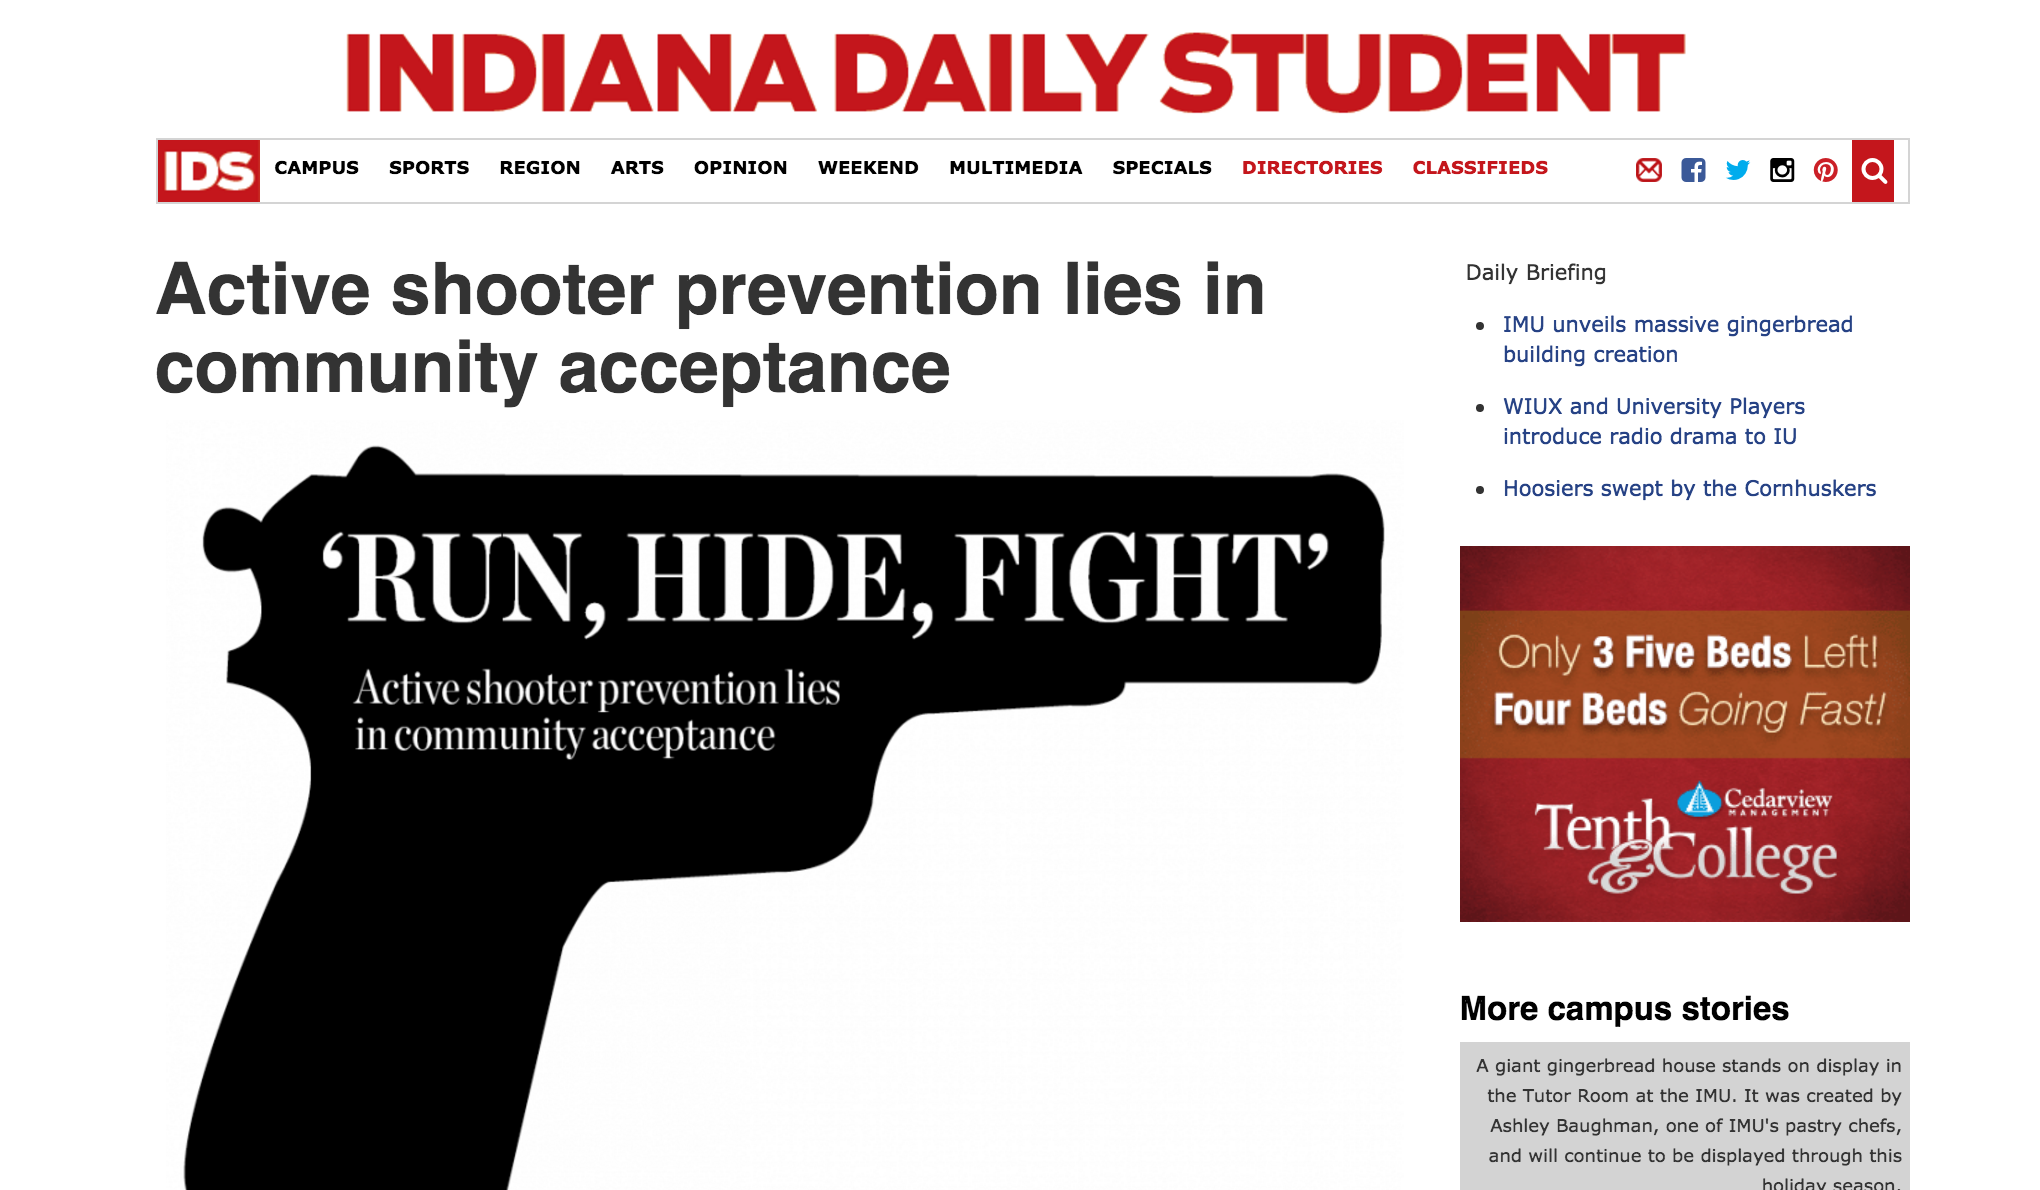 INDIANA DAILY STUDENT
IDS CAMPUS SPORTS REGION ARTS OPINION WEEKEND MULTIMEDIA SPECIALS DIRECTORIES CLASSIFIEDS
Active shooter prevention lies in
community acceptance
‘RUN, HIDE, FIGHT’
Active shooter prevention lies
in community acceptance
Daily Briefing
IMU unveils massive gingerbread
building creation
WIUX and University Players
introduce radio drama to IU
Hoosiers swept by the Cornhuskers
Only 3 Five Beds Left!
Four Beds Going Fast!
Cedarview
MANAGEMENT
Tenth
& College
More campus stories
A giant gingerbread house stands on display in
the Tutor Room at the IMU. It was created by
Ashley Baughman, one of IMU's pastry chefs,
and will continue to be displayed through this
holiday season.